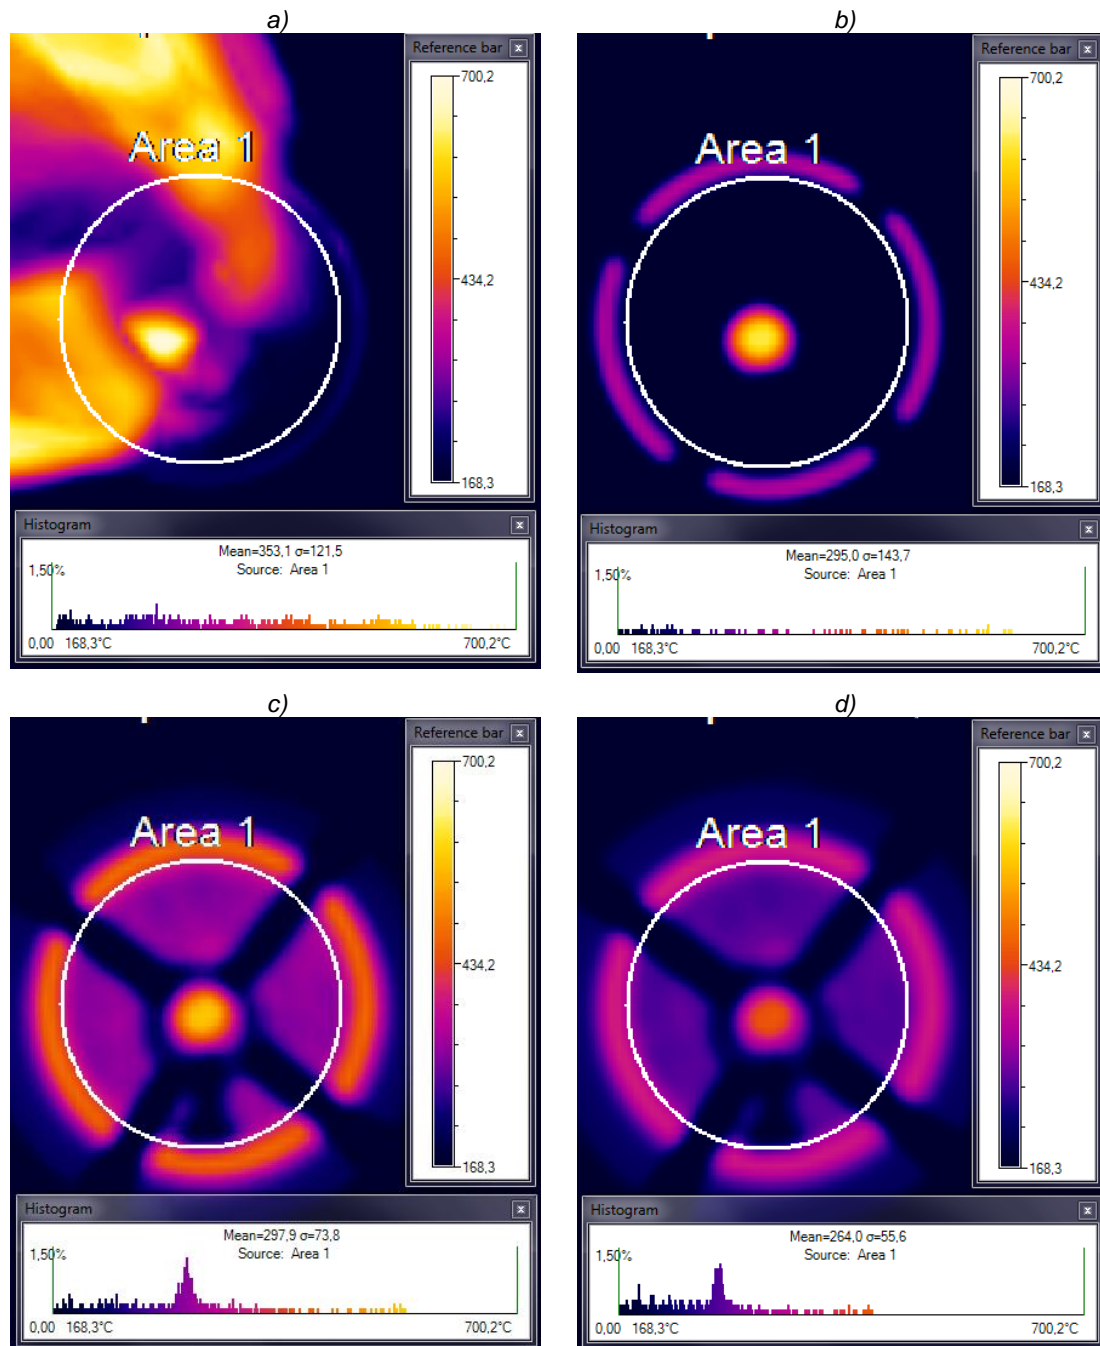 a)
Reference bar x
700,2
Area 1
434,2
168,3
Histogram x
Mean=353,1 σ=121,5
1,50% Source: Area 1
0,00 168,3°C 700,2°C
b)
Reference bar x
700,2
Area 1
434,2
168,3
Histogram x
Mean=295,0 σ=143,7
1,50% Source: Area 1
0,00 168,3°C 700,2°C
c)
Reference bar x
700,2
Area 1
434,2
168,3
Histogram x
Mean=297,9 σ=73,8
1,50% Source: Area 1
0,00 168,3°C 700,2°C
d)
Reference bar x
700,2
Area 1
434,2
168,3
Histogram x
Mean=264,0 σ=55,6
1,50% Source: Area 1
0,00 168,3°C 700,2°C